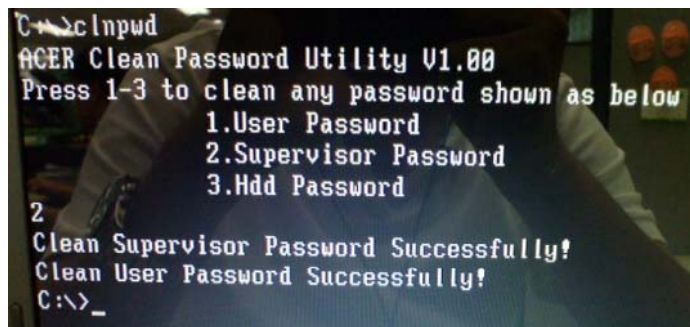 C:\>clnpwd
ACER Clean Password Utility V1.00
Press 1-3 to clean any password shown as below
1.User Password
2.Supervisor Password
3.Hdd Password
2
Clean Supervisor Password Successfully!
Clean User Password Successfully!
C:\>_